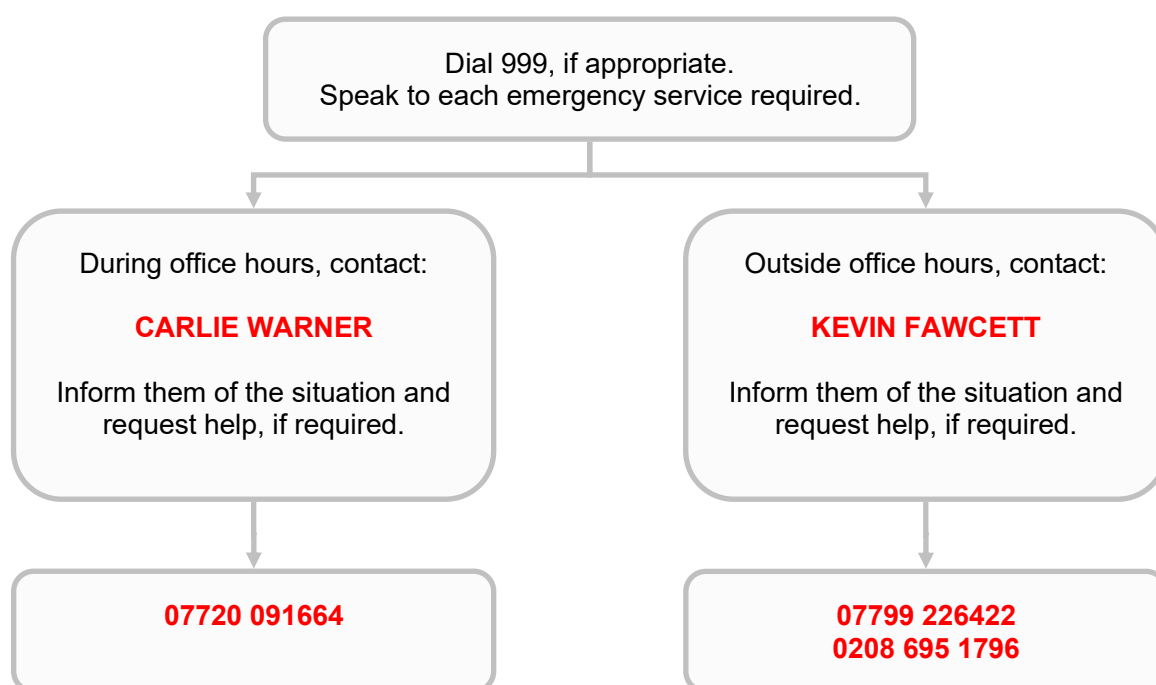 Dial 999, if appropriate.
Speak to each emergency service required.
During office hours, contact:
CARLIE WARNER
Inform them of the situation and
request help, if required.
07720 091664
Outside office hours, contact:
KEVIN FAWCETT
Inform them of the situation and
request help, if required.
07799 226422
0208 695 1796